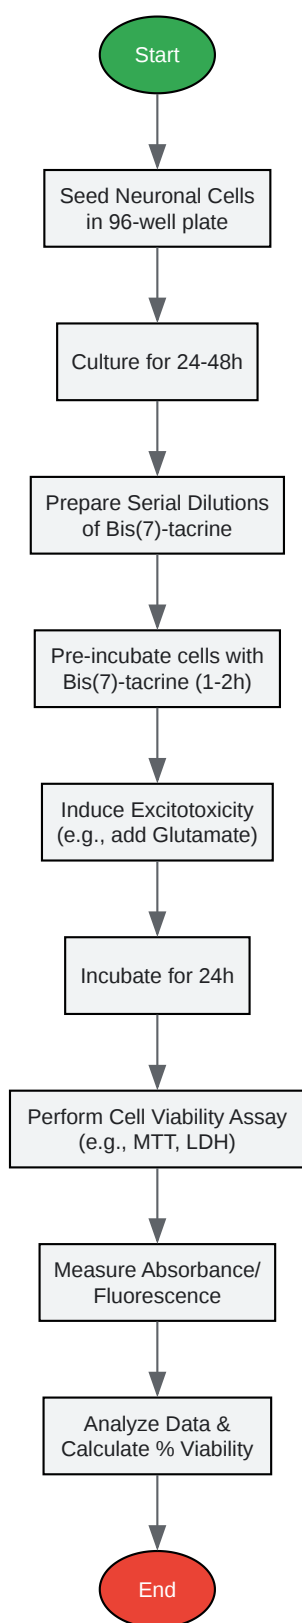 Start
Seed Neuronal Cells
in 96-well plate
Culture for 24-48h
Prepare Serial Dilutions
of Bis(7)-tacrine
Pre-incubate cells with
Bis(7)-tacrine (1-2h)
Induce Excitotoxicity
(e.g., add Glutamate)
Incubate for 24h
Perform Cell Viability Assay
(e.g., MTT, LDH)
Measure Absorbance/
Fluorescence
Analyze Data &
Calculate % Viability
End